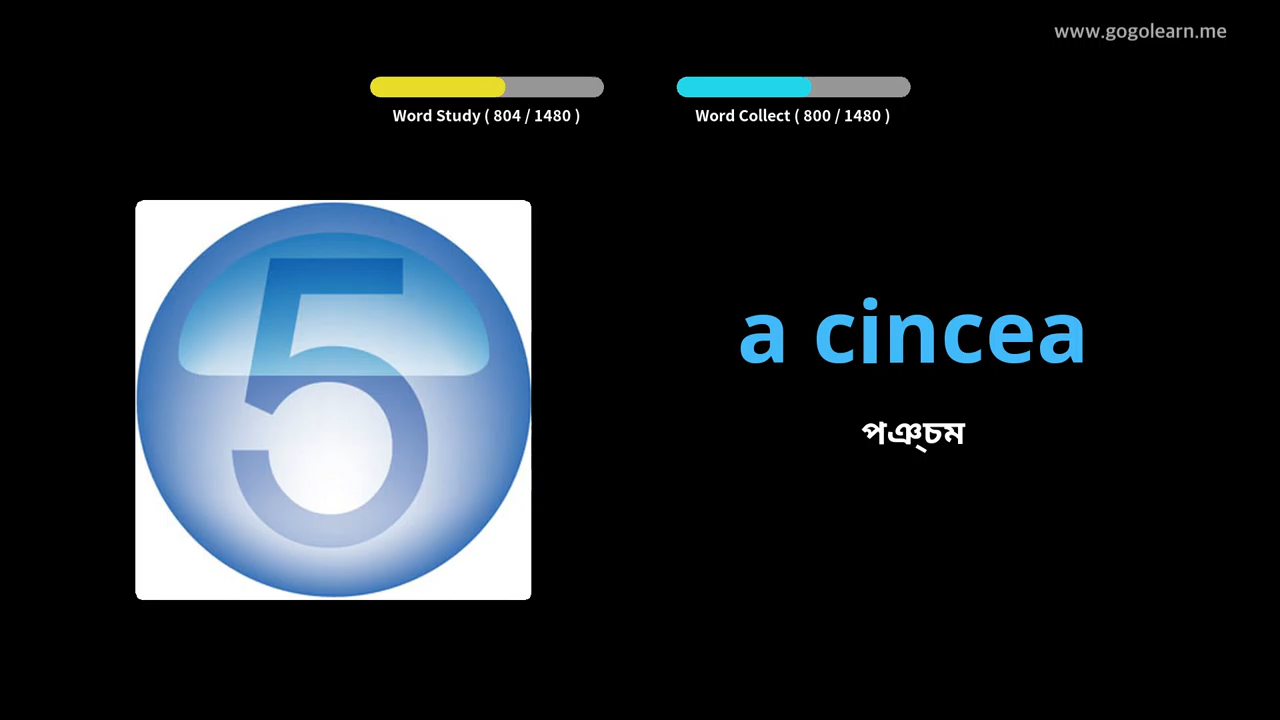 www.gogolearn.me
Word Study ( 804 / 1480 )
Word Collect ( 800 / 1480 )
5
a cincea
পঞ্চম